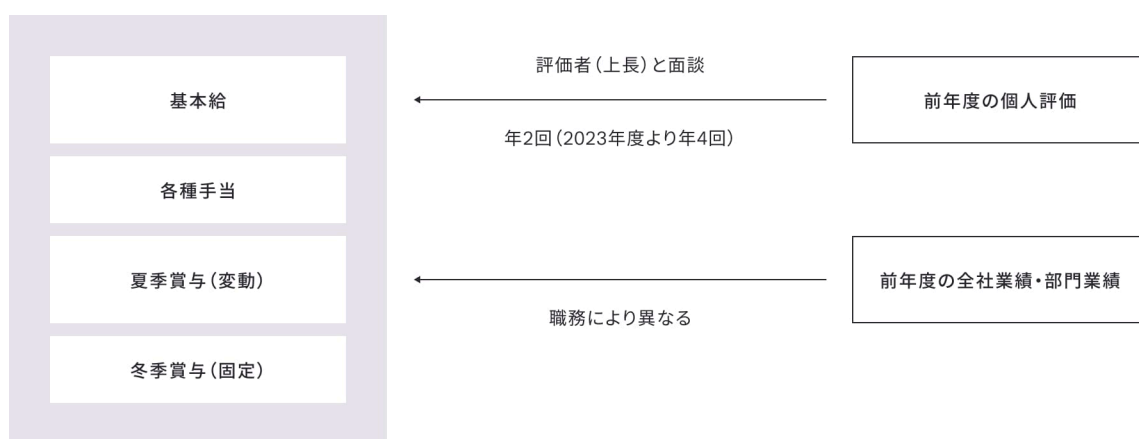 基本給
評価者（上長）と面談
年2回（2023年度より年4回）
前年度の個人評価
各種手当
夏季賞与（変動）
職務により異なる
前年度の全社業績・部門業績
冬季賞与（固定）